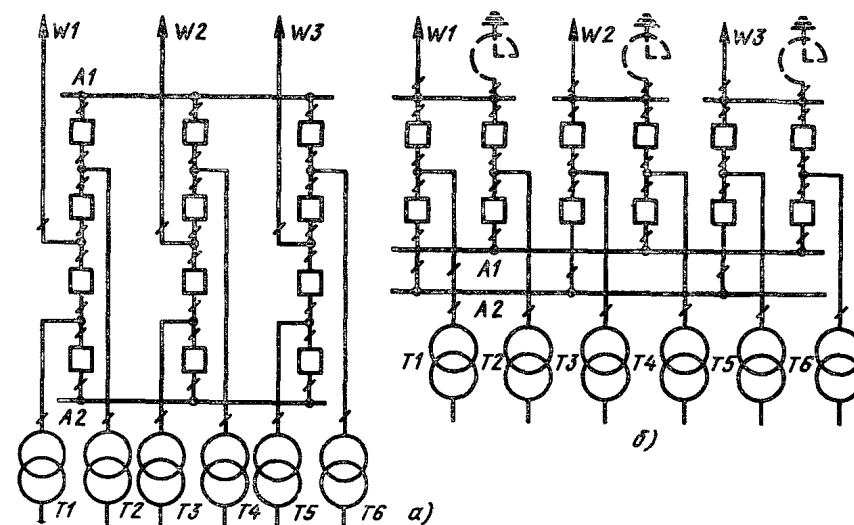 W1 W2 W3 W1 W2 W3
A1
A1
A2
A2
T1 T2 T3 T4 T5 T6
б)
T1 T2 T3 T4 T5 T6 а)